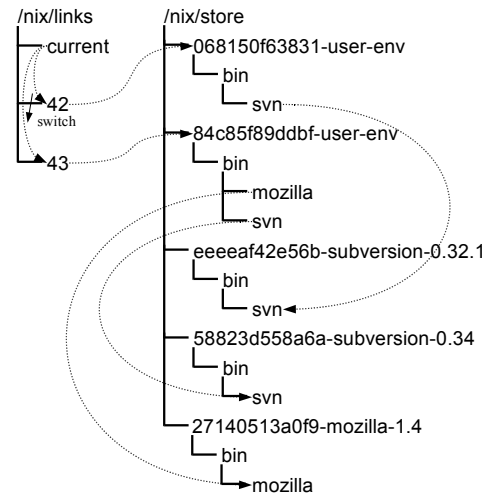 /nix/links
current
42
switch
43
/nix/store
068150f63831-user-env
bin
svn
84c85f89ddbf-user-env
bin
mozilla
svn
eeeeaf42e56b-subversion-0.32.1
bin
svn
58823d558a6a-subversion-0.34
bin
svn
27140513a0f9-mozilla-1.4
bin
mozilla